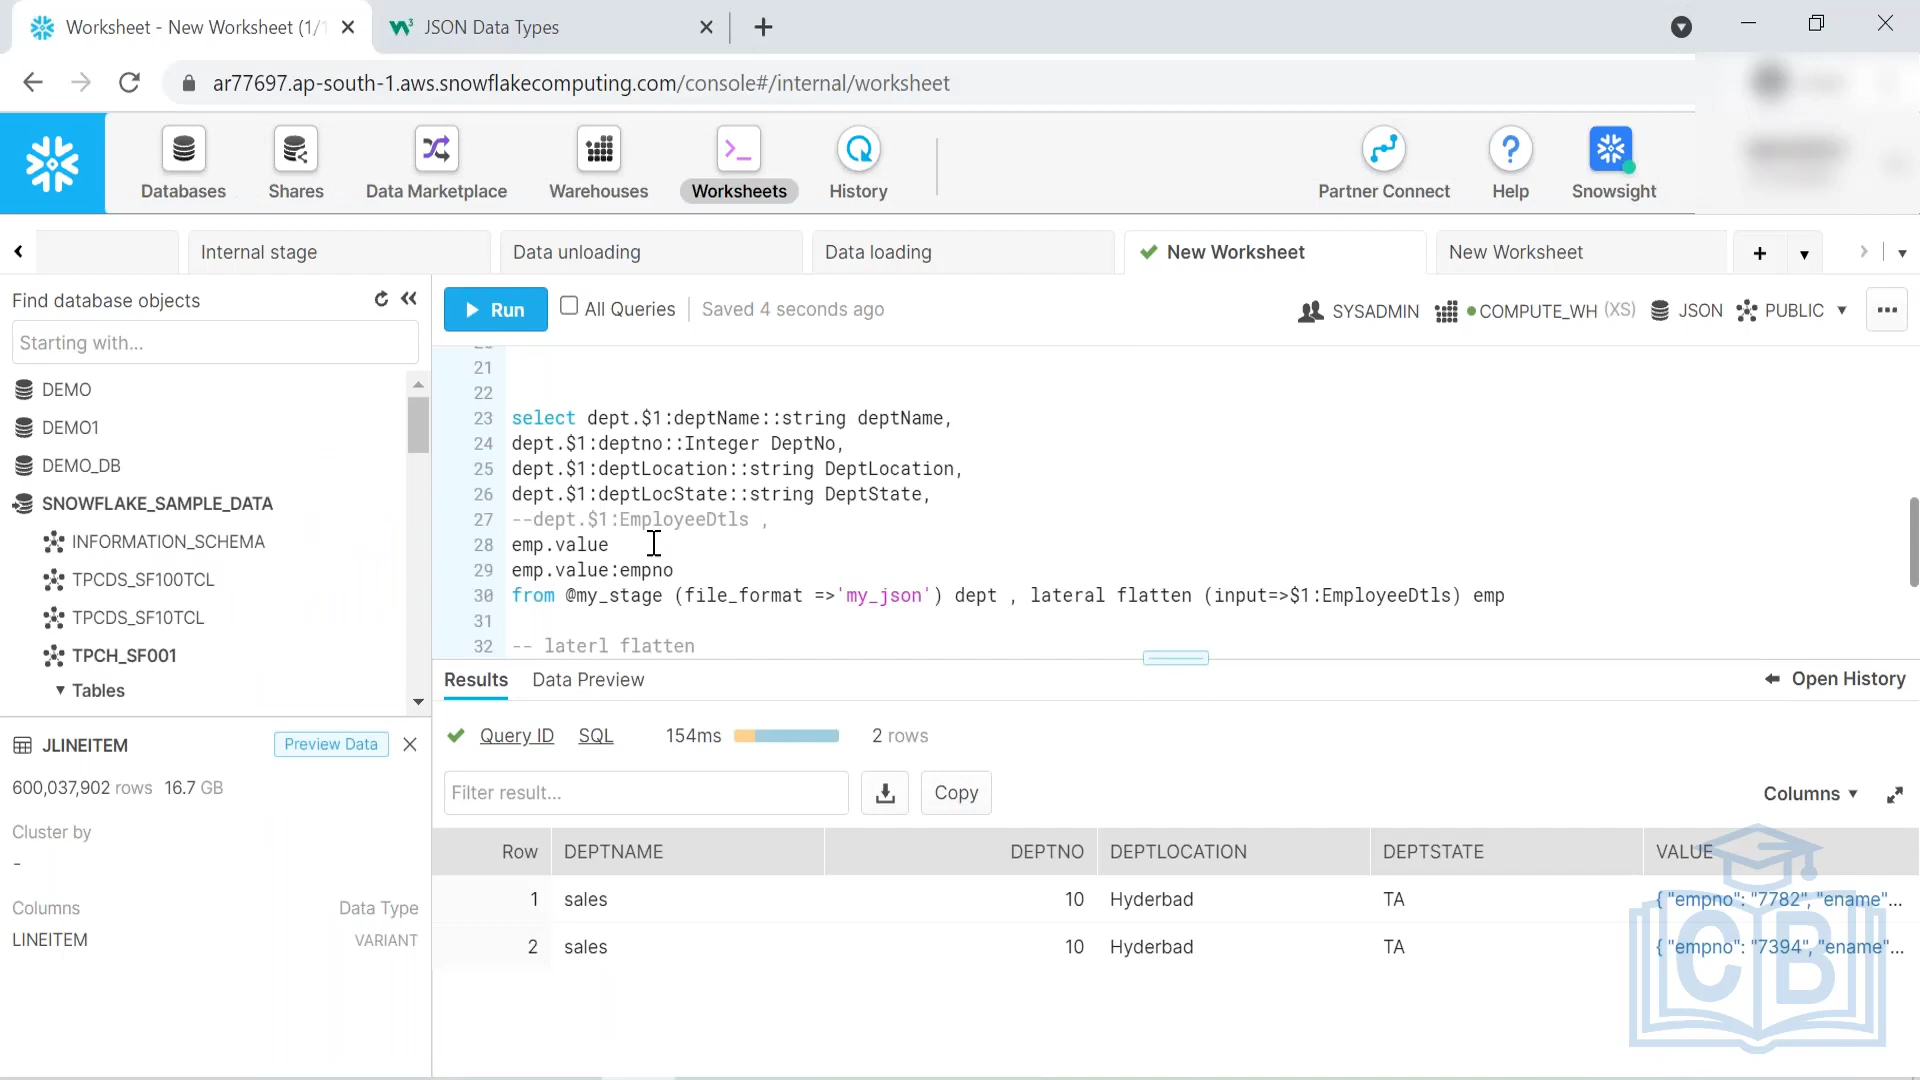 Worksheet - New Worksheet (1/1
JSON Data Types
ar77697.ap-south-1.aws.snowflakecomputing.com/console#/internal/worksheet
Databases
Shares
Data Marketplace
Warehouses
Worksheets
History
Partner Connect
Help
Snowsight
Internal stage
Data unloading
Data loading
New Worksheet
New Worksheet
Find database objects
Starting with...
DEMO
DEMO1
DEMO_DB
SNOWFLAKE_SAMPLE_DATA
INFORMATION_SCHEMA
TPCDS_SF100TCL
TPCDS_SF10TCL
TPCH_SF001
Tables
Run
All Queries
Saved 4 seconds ago
SYSADMIN
COMPUTE_WH (XS)
JSON
PUBLIC
21
22
23 select dept.$1:deptName::string deptName,
24 dept.$1:deptno::Integer DeptNo,
25 dept.$1:deptLocation::string DeptLocation,
26 dept.$1:deptLocState::string DeptState,
27 --dept.$1:EmployeeDtls ,
28 emp.value
29 emp.value:empno
30 from @my_stage (file_format =>'my_json') dept , lateral flatten (input=>$1:EmployeeDtls) emp
31
32 -- laterl flatten
Results
Data Preview
Open History
JLINEITEM
Preview Data
600,037,902 rows 16.7 GB
Cluster by
-
Columns Data Type
LINEITEM VARIANT
Query ID SQL 154ms 2 rows
Filter result...
Copy
Columns
Row DEPTNAME DEPTNO DEPTLOCATION DEPTSTATE VALUE
1 sales 10 Hyderbad TA { "empno": "7782", "ename"...
2 sales 10 Hyderbad TA { "empno": "7394", "ename"...
CB